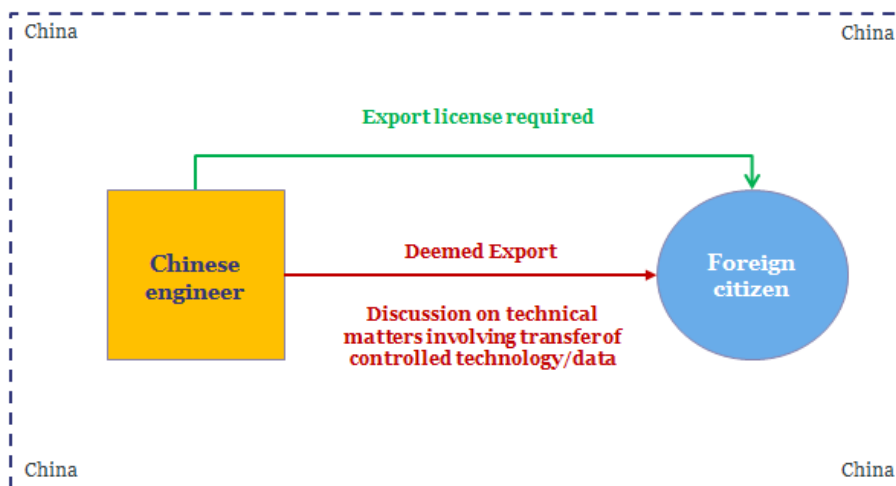 China
China
Export license required
Chinese
engineer
Deemed Export
Discussion on technical
matters involving transfer of
controlled technology/data
Foreign
citizen
China
China